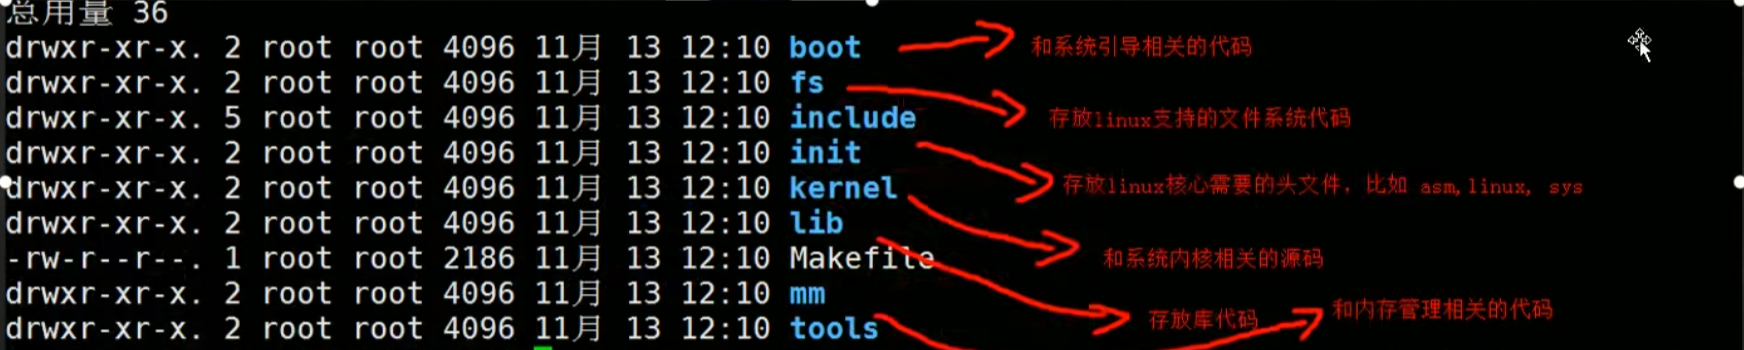 总用量 36
drwxr-xr-x. 2 root root 4096 11月 13 12:10 boot
和系统引导相关的代码
drwxr-xr-x. 2 root root 4096 11月 13 12:10 fs
drwxr-xr-x. 5 root root 4096 11月 13 12:10 include
存放linux支持的文件系统代码
drwxr-xr-x. 2 root root 4096 11月 13 12:10 init
drwxr-xr-x. 2 root root 4096 11月 13 12:10 kernel
存放linux核心需要的头文件，比如 asm,linux, sys
drwxr-xr-x. 2 root root 4096 11月 13 12:10 lib
-rw-r--r--. 1 root root 2186 11月 13 12:10 Makefile
和系统内核相关的源码
drwxr-xr-x. 2 root root 4096 11月 13 12:10 mm
存放库代码
和内存管理相关的代码
drwxr-xr-x. 2 root root 4096 11月 13 12:10 tools